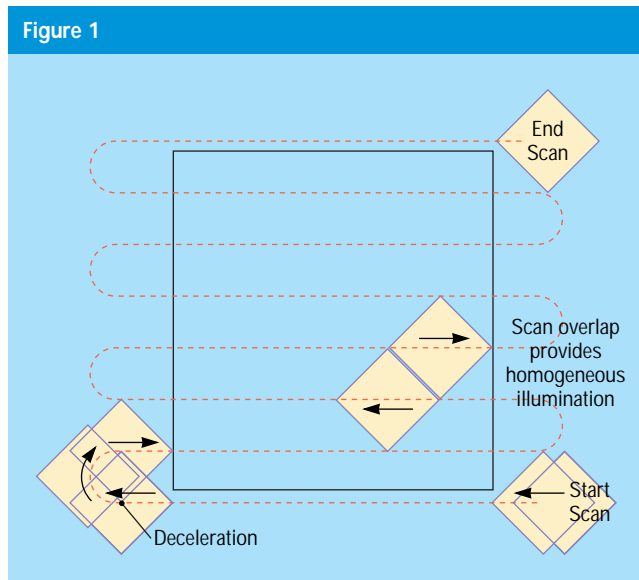 Figure 1
End
Scan
Scan overlap
provides
homogeneous
illumination
Start
Scan
Deceleration